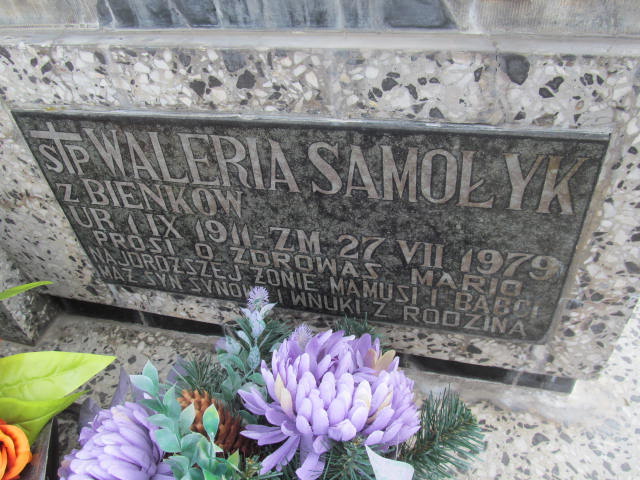 ŚTP WALERIA SAMOŁYK
Z BIENKÓW
UR 1 IX 1911 - ZM 27 VII 1979
PROSI O ZDROWAŚ MARIO
NAJDROŻSZEJ ŻONIE MAMUSI I BABCI
MĄŻ SYN SYNOWA I WNUKI Z RODZINĄ